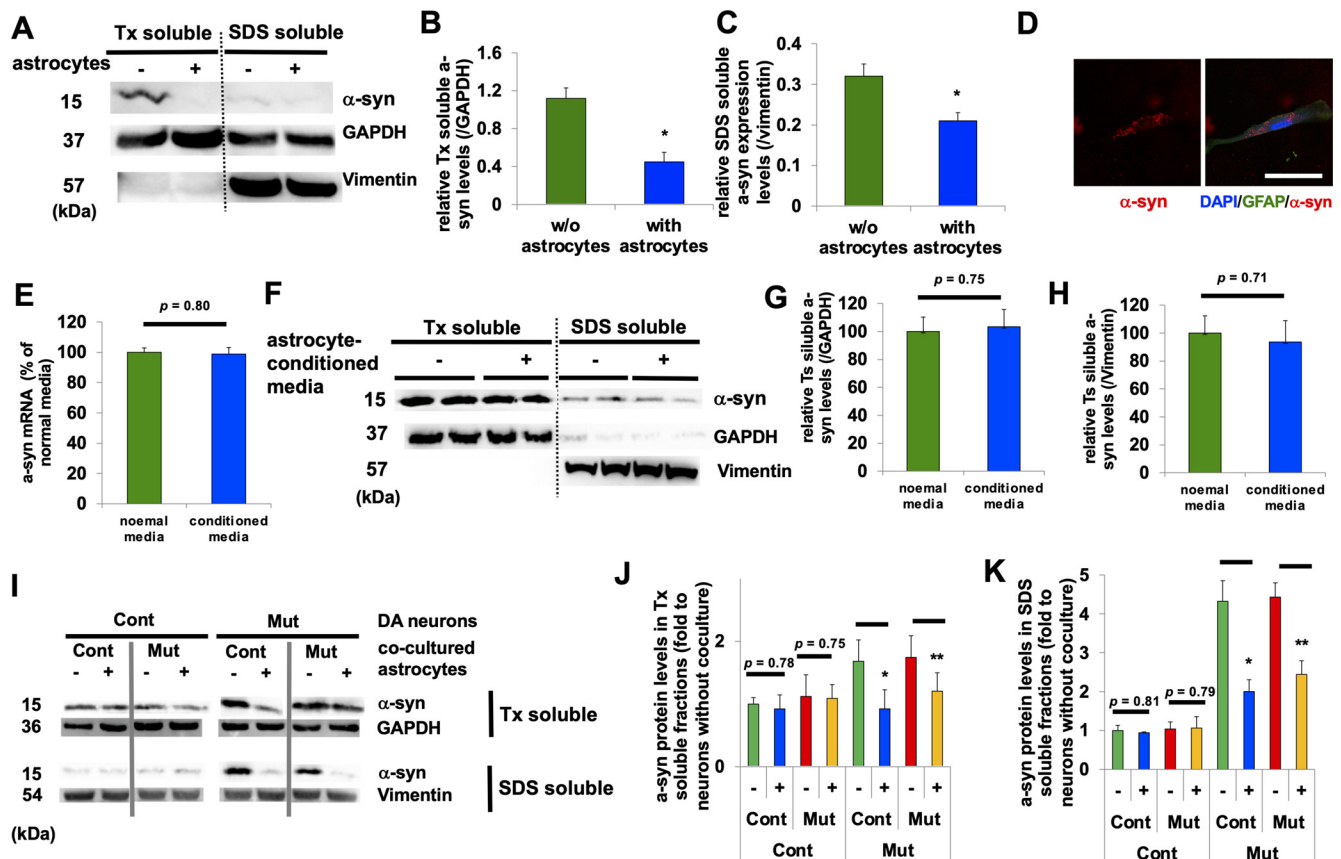 A
Tx soluble
SDS soluble
astrocytes
-
+
-
+
15
α-syn
37
GAPDH
57
Vimentin
(kDa)
B
relative Tx soluble a-
syn levels (/GAPDH)
1.6
1.2
0.8
0.4
0
*
w/o
astrocytes
with
astrocytes
C
relative SDS soluble
a-syn expression
levels (/vimentin)
0.4
0.3
0.2
0.1
0
*
w/o
astrocytes
with
astrocytes
D
α-syn
DAPI/GFAP/α-syn
E
a-syn mRNA (% of
normal media)
120
100
80
60
40
20
0
p = 0.80
noemal
media
conditioned
media
F
astrocyte-
conditioned
media
Tx soluble
SDS soluble
-
+
-
+
15
α-syn
37
GAPDH
57
Vimentin
(kDa)
G
relative Ts siluble a-
syn levels (/GAPDH)
120
100
80
60
40
20
0
p = 0.75
noemal
media
conditioned
media
H
relative Ts siluble a-
syn levels (/Vimentin)
120
100
80
60
40
20
0
p = 0.71
noemal
media
conditioned
media
I
Cont
Mut
DA neurons
Cont
Mut
Cont
Mut
co-cultured
astrocytes
-
+
-
+
-
+
-
+
15
α-syn
36
GAPDH
Tx soluble
15
α-syn
54
Vimentin
SDS soluble
(kDa)
J
a-syn protein levels in Tx
soluble fractions (fold to
neurons without coculture)
2
1
0
p = 0.78
p = 0.75
*
**
-
+
-
+
-
+
-
+
Cont
Mut
Cont
Mut
Cont
Mut
K
a-syn protein levels in SDS
soluble fractions (fold to
neurons without coculture)
5
4
3
2
1
0
p = 0.81
p = 0.79
*
**
-
+
-
+
-
+
-
+
Cont
Mut
Cont
Mut
Cont
Mut